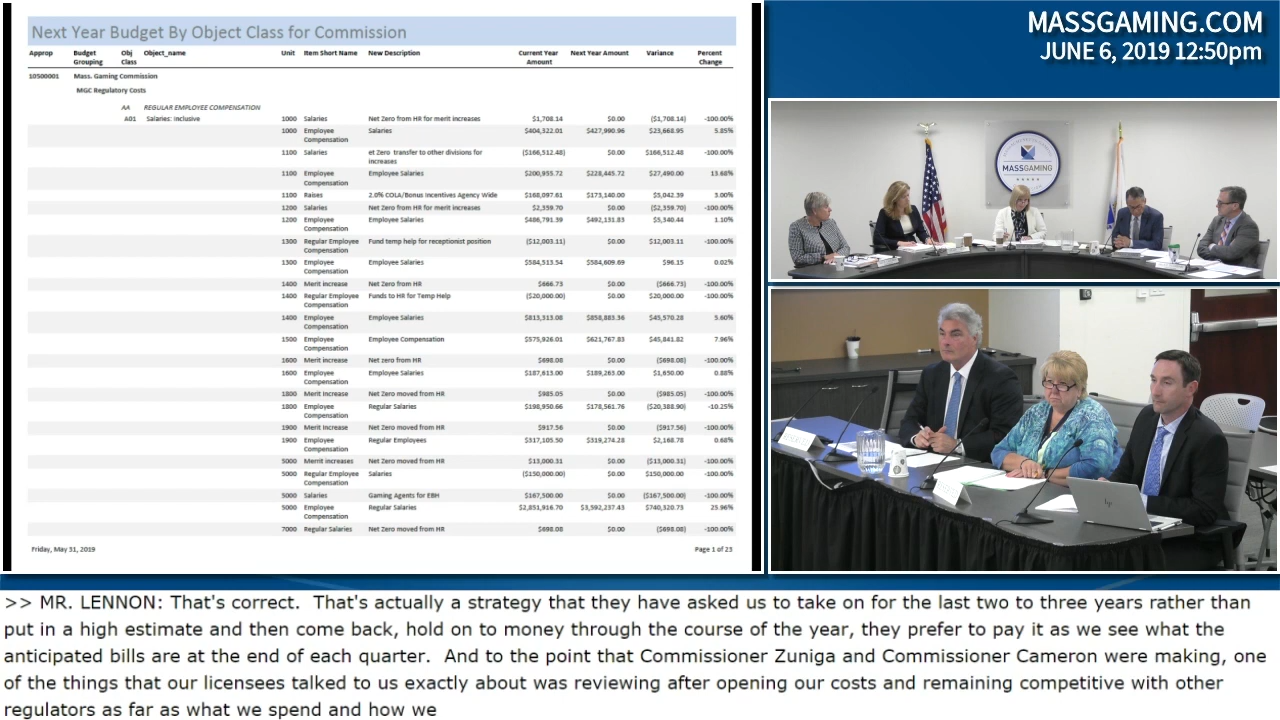 Next Year Budget By Object Class for Commission
Approp Budget Grouping Obj Class Object_name Unit Item Short Name New Description Current Year Amount Next Year Amount Variance Percent Change
10500001 Mass. Gaming Commission
MGC Regulatory Costs
AA REGULAR EMPLOYEE COMPENSATION
A01 Salaries: Inclusive 1000 Salaries Net Zero from HR for merit increases $1,708.14 $0.00 ($1,708.14) -100.00%
1000 Employee Compensation Salaries $404,322.01 $427,990.96 $23,668.95 5.85%
1100 Salaries et Zero transfer to other divisions for increases ($166,512.48) $0.00 $166,512.48 -100.00%
1100 Employee Compensation Employee Salaries $200,955.72 $228,445.72 $27,490.00 13.68%
1100 Raises 2.0% COLA/Bonus Incentives Agency Wide $168,097.61 $173,140.00 $5,042.39 3.00%
1200 Salaries Net Zero from HR for merit increases $2,359.70 $0.00 ($2,359.70) -100.00%
1200 Employee Compensation Employee Salaries $486,791.39 $492,131.83 $5,340.44 1.10%
1300 Regular Employee Compensation Fund temp help for receptionist position ($12,003.11) $0.00 $12,003.11 -100.00%
1300 Employee Compensation Employee Salaries $584,513.54 $584,609.69 $96.15 0.02%
1400 Merit increase Net Zero from HR $666.73 $0.00 ($666.73) -100.00%
1400 Regular Employee Compensation Funds to HR for Temp Help ($20,000.00) $0.00 $20,000.00 -100.00%
1400 Employee Compensation Employee Salaries $813,313.08 $858,883.36 $45,570.28 5.60%
1500 Employee Compensation Employee Compensation $575,926.01 $621,767.83 $45,841.82 7.96%
1600 Merit increase Net zero from HR $698.08 $0.00 ($698.08) -100.00%
1600 Employee Compensation Employee Salaries $187,613.00 $189,263.00 $1,650.00 0.88%
1800 Merit Increase Net Zero moved from HR $985.05 $0.00 ($985.05) -100.00%
1800 Employee Compensation Regular Salaries $198,950.66 $178,561.76 ($20,388.90) -10.25%
1900 Merit Increase Net Zero moved from HR $917.56 $0.00 ($917.56) -100.00%
1900 Employee Compensation Regular Employees $317,105.50 $319,274.28 $2,168.78 0.68%
5000 Merrit increases Net Zero moved from HR $13,000.31 $0.00 ($13,000.31) -100.00%
5000 Regular Employee Compensation Salaries ($150,000.00) $0.00 $150,000.00 -100.00%
5000 Salaries Gaming Agents for EBH $167,500.00 $0.00 ($167,500.00) -100.00%
5000 Employee Compensation Regular Salaries $2,851,916.70 $3,592,237.43 $740,320.73 25.96%
7000 Regular Salaries Net Zero moved from HR $698.08 $0.00 ($698.08) -100.00%
Friday, May 31, 2019 Page 1 of 23
MASSGAMING.COM
JUNE 6, 2019 12:50pm
MASSGAMING
>> MR. LENNON: That's correct. That's actually a strategy that they have asked us to take on for the last two to three years rather than
put in a high estimate and then come back, hold on to money through the course of the year, they prefer to pay it as we see what the
anticipated bills are at the end of each quarter. And to the point that Commissioner Zuniga and Commissioner Cameron were making, one
of the things that our licensees talked to us exactly about was reviewing after opening our costs and remaining competitive with other
regulators as far as what we spend and how we